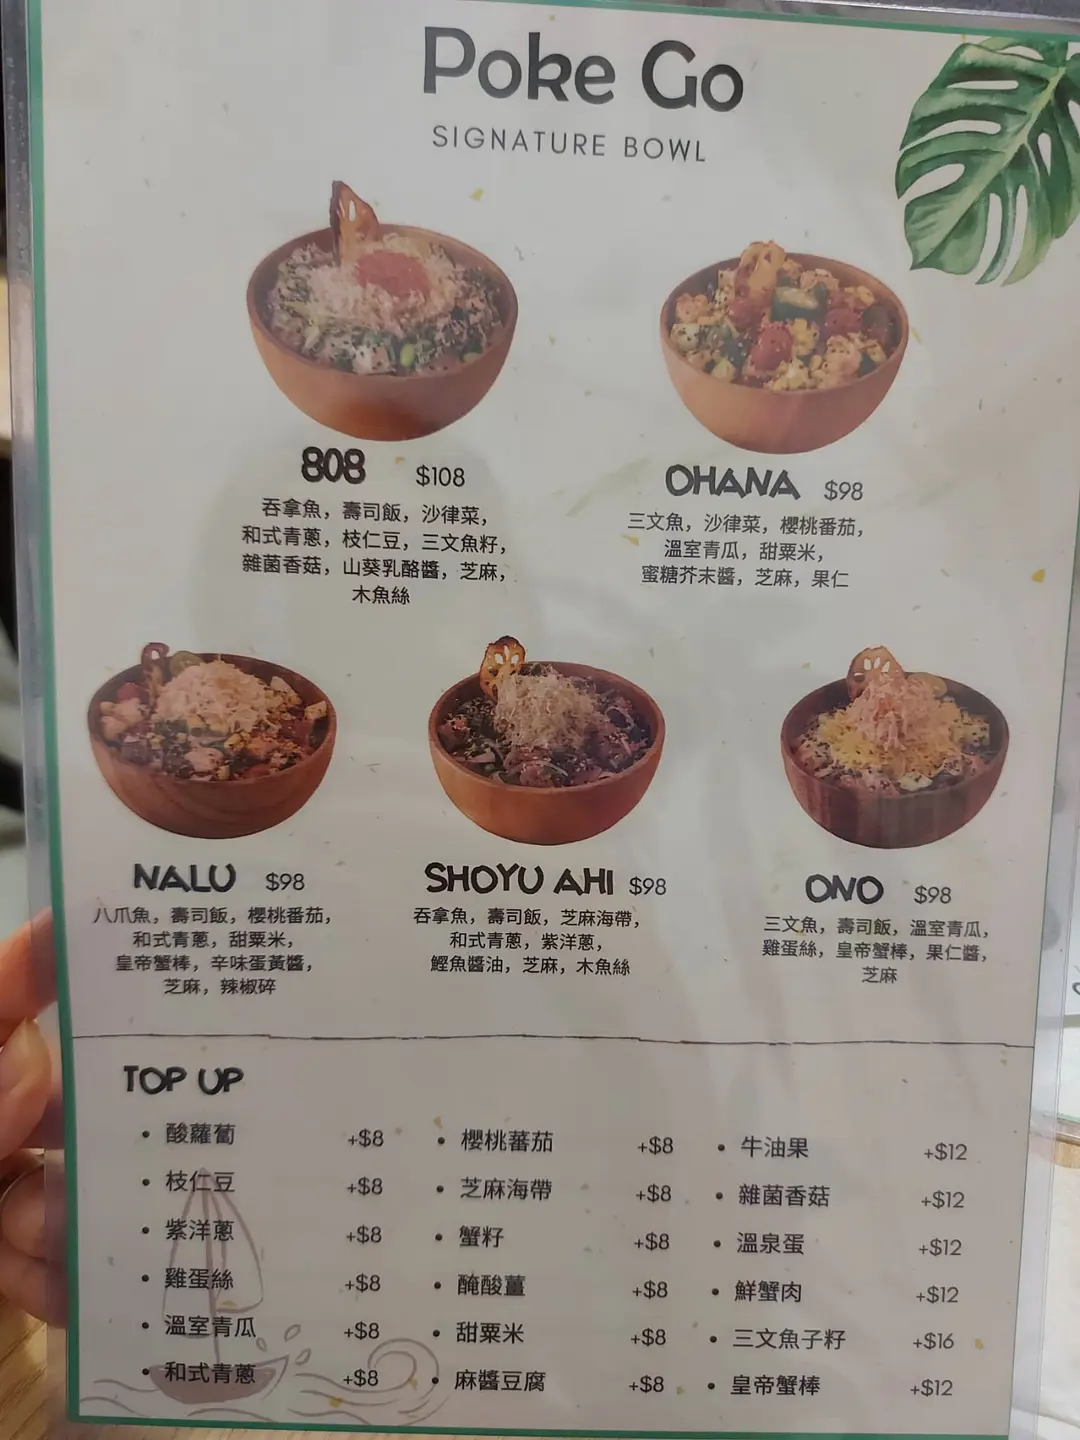 Poke Go
SIGNATURE BOWL
808 $108
吞拿魚，壽司飯，沙律菜，
和式青蔥，枝仁豆，三文魚籽，
雜菌香菇，山葵乳酪醬，芝麻，
木魚絲
OHANA $98
三文魚，沙律菜，櫻桃番茄，
溫室青瓜，甜粟米，
蜜糖芥末醬，芝麻，果仁
NALU $98
八爪魚，壽司飯，櫻桃番茄，
和式青蔥，甜粟米，
皇帝蟹棒，辛味蛋黃醬，
芝麻，辣椒碎
SHOYU AHI $98
吞拿魚，壽司飯，芝麻海帶，
和式青蔥，紫洋蔥，
鰹魚醬油，芝麻，木魚絲
ONO $98
三文魚，壽司飯，溫室青瓜，
雞蛋絲，皇帝蟹棒，果仁醬，
芝麻
TOP UP
• 酸蘿蔔 +$8
• 枝仁豆 +$8
• 紫洋蔥 +$8
• 雞蛋絲 +$8
• 溫室青瓜 +$8
• 和式青蔥 +$8
• 櫻桃蕃茄 +$8
• 芝麻海帶 +$8
• 蟹籽 +$8
• 醃酸薑 +$8
• 甜粟米 +$8
• 麻醬豆腐 +$8
• 牛油果 +$12
• 雜菌香菇 +$12
• 溫泉蛋 +$12
• 鮮蟹肉 +$12
• 三文魚子籽 +$16
• 皇帝蟹棒 +$12